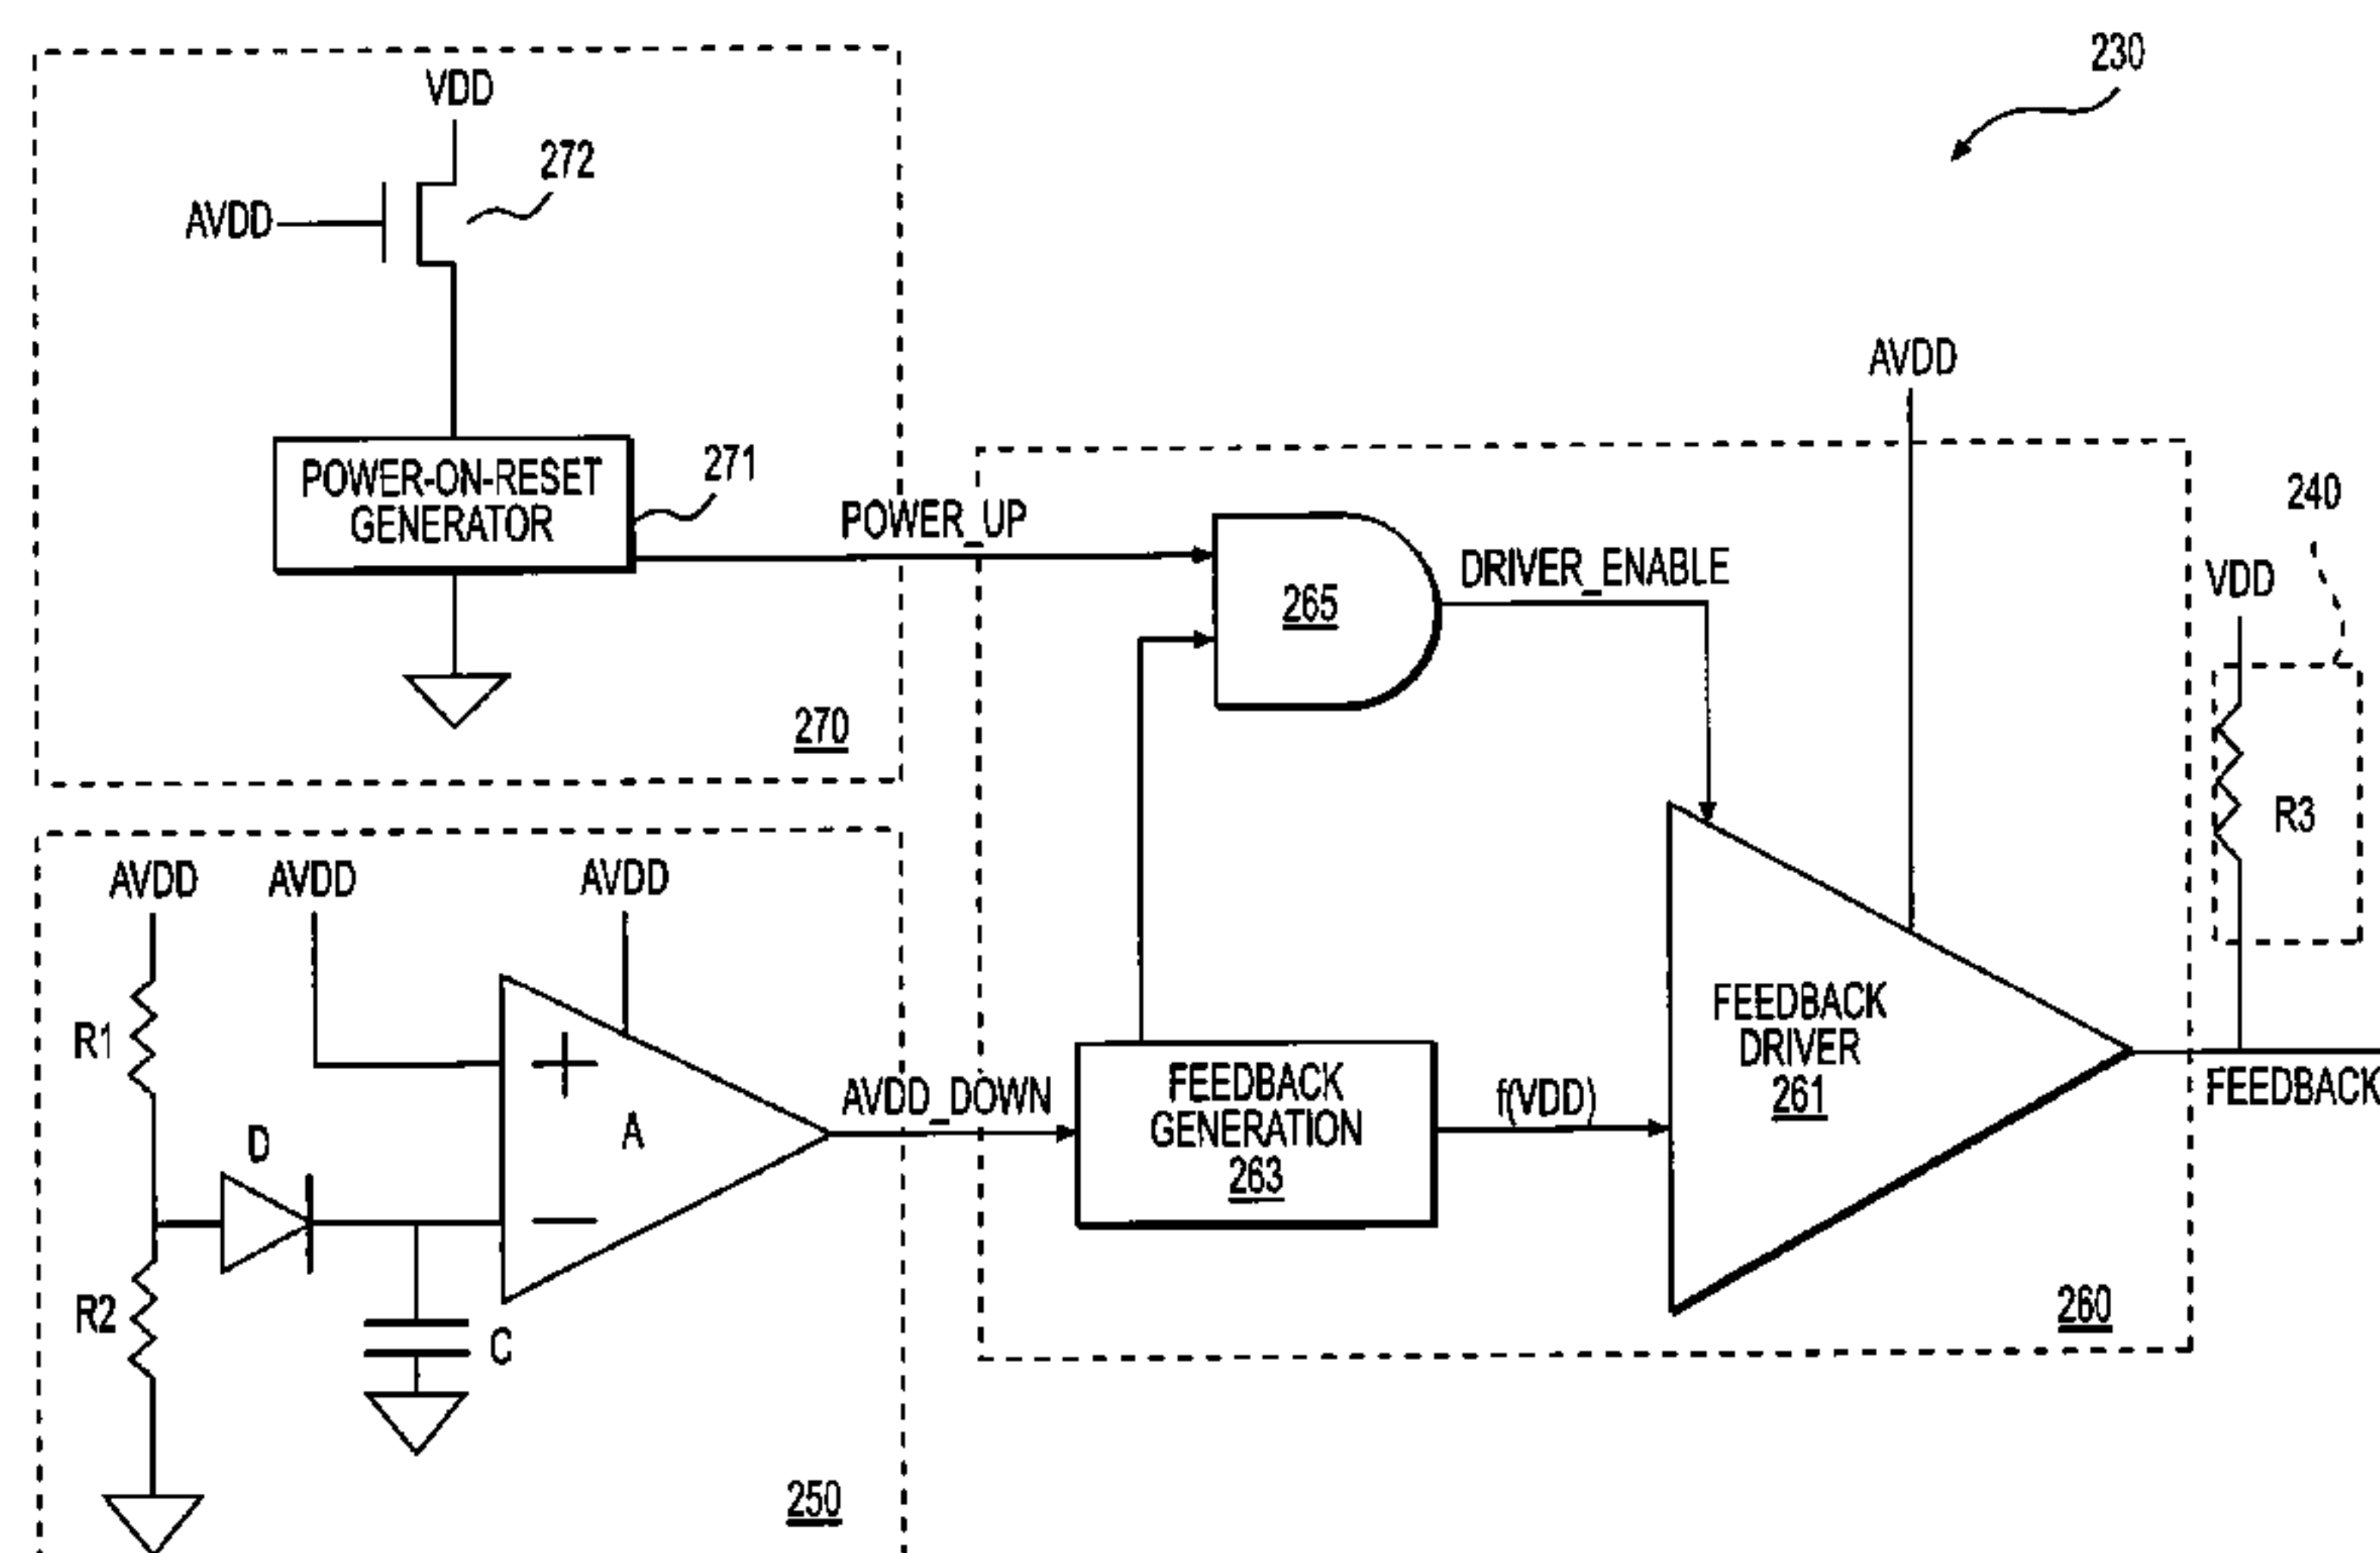 230
VDD
272
AVDD
POWER-ON-RESET
GENERATOR
271
270
POWER_UP
265
DRIVER_ENABLE
AVDD
240
VDD
R3
AVDD
AVDD
AVDD
R1
D
R2
+
A
−
C
250
AVDD_DOWN
FEEDBACK
GENERATION
263
f(VDD)
FEEDBACK
DRIVER
261
260
FEEDBACK